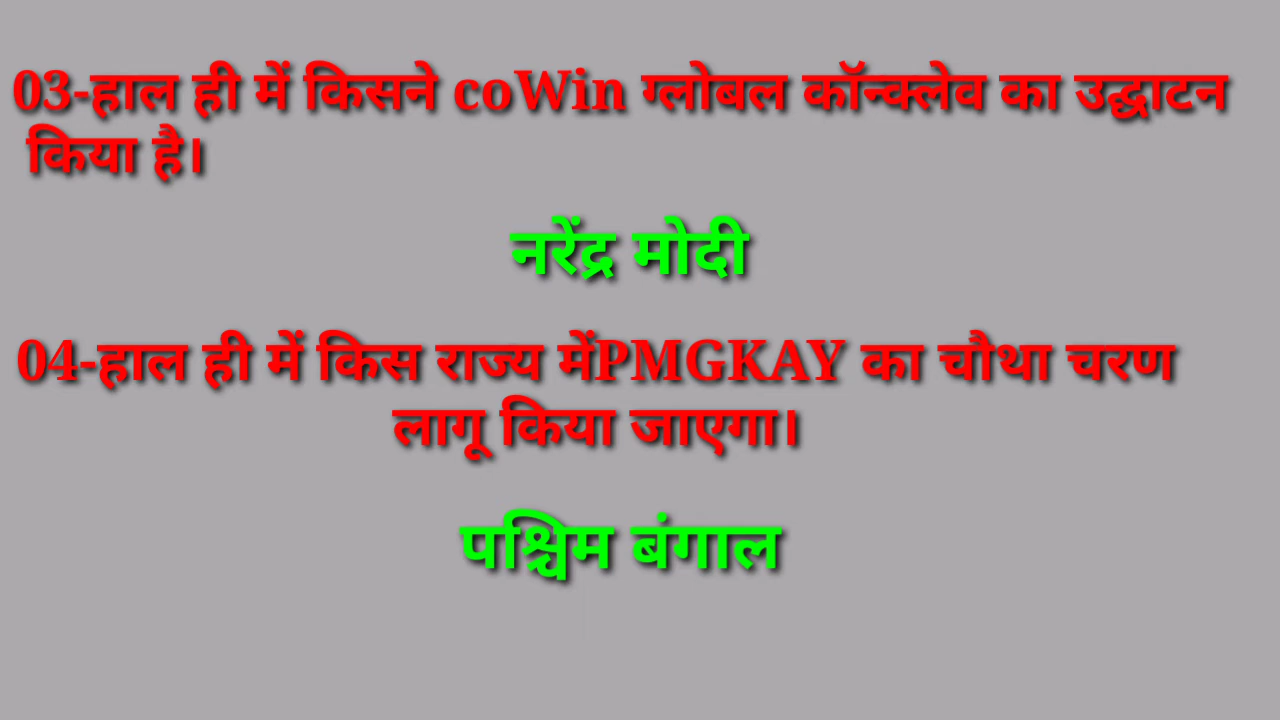 03-हाल ही में किसने coWin ग्लोबल कॉन्क्लेव का उद्घाटन
किया है।
नरेंद्र मोदी
04-हाल ही में किस राज्य मेंPMGKAY का चौथा चरण
लागू किया जाएगा।
पश्चिम बंगाल